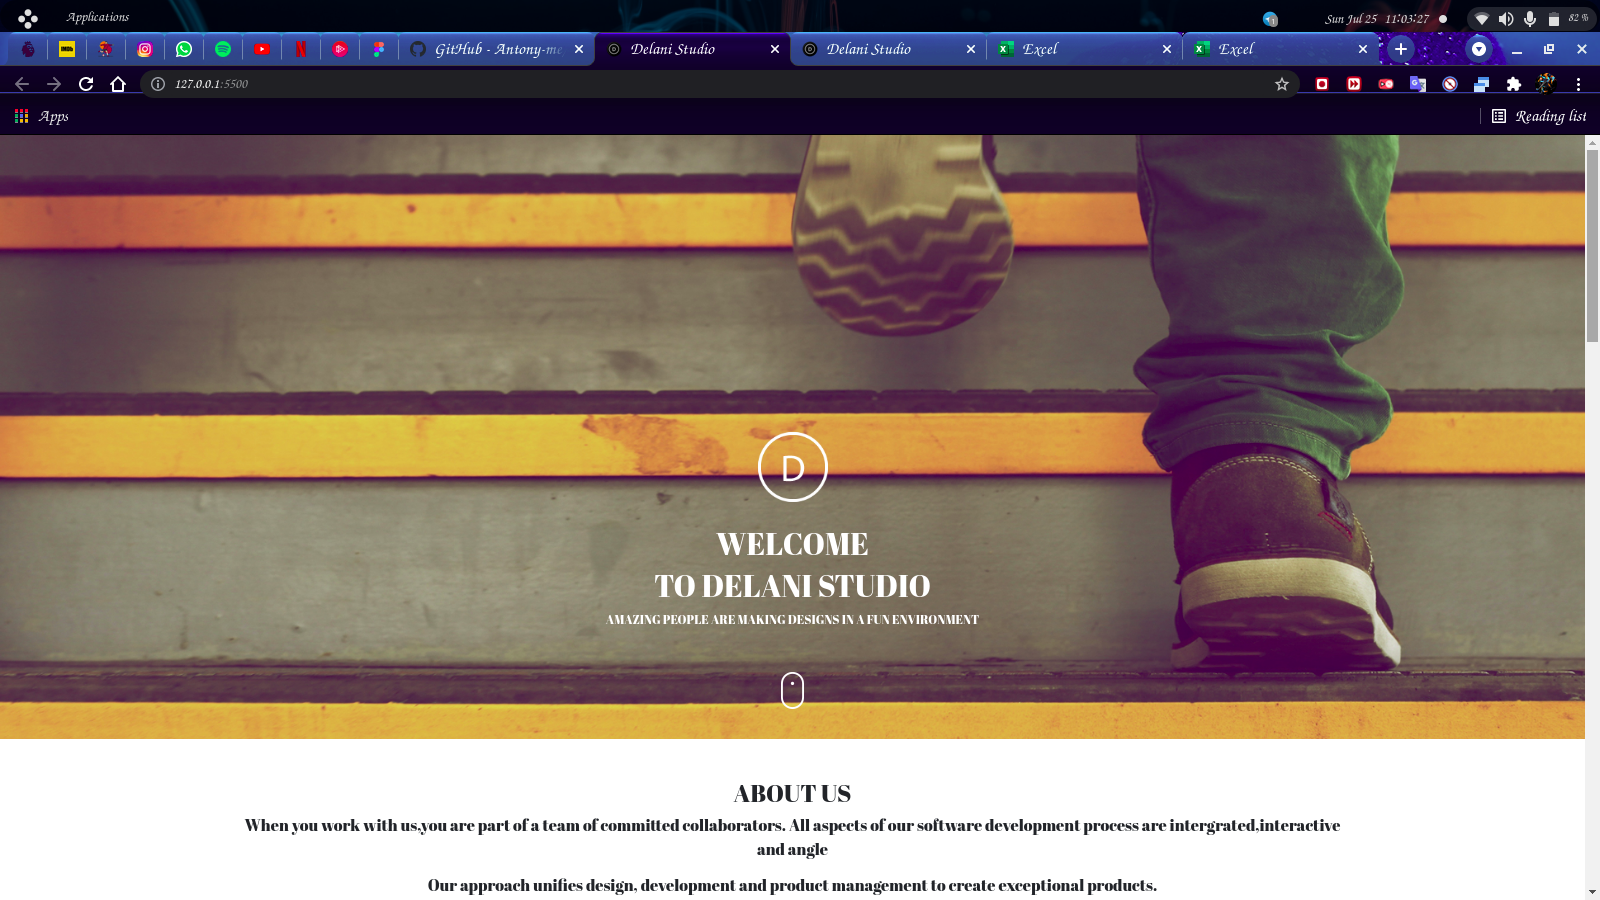 Applications
Sun Jul 25 11:03:27
82 %
IMDb
GitHub - Antony-me
Delani Studio
Delani Studio
Excel
Excel
127.0.0.1:5500
Apps
Reading list
D
WELCOME
TO DELANI STUDIO
AMAZING PEOPLE ARE MAKING DESIGNS IN A FUN ENVIRONMENT
ABOUT US
When you work with us,you are part of a team of committed collaborators. All aspects of our software development process are intergrated,interactive
and angle
Our approach unifies design, development and product management to create exceptional products.